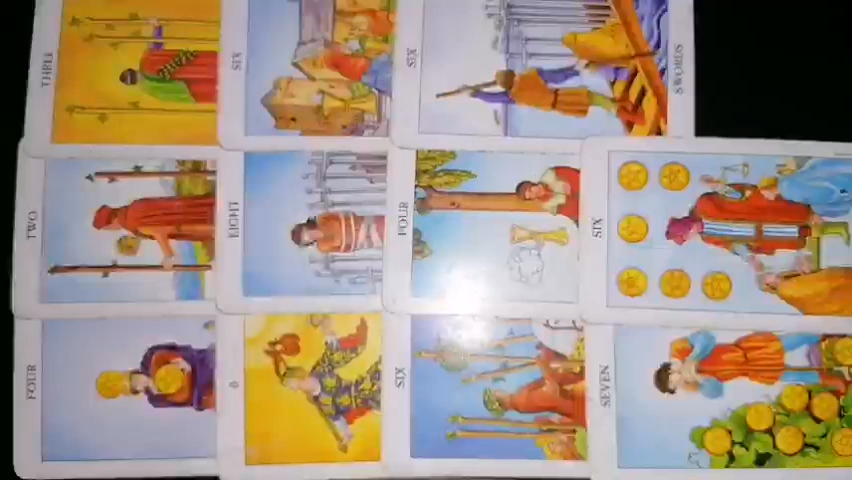 THREE
SIX
SIX
SWORDS
TWO
EIGHT
FOUR
SIX
FOUR
0
SIX
SEVEN